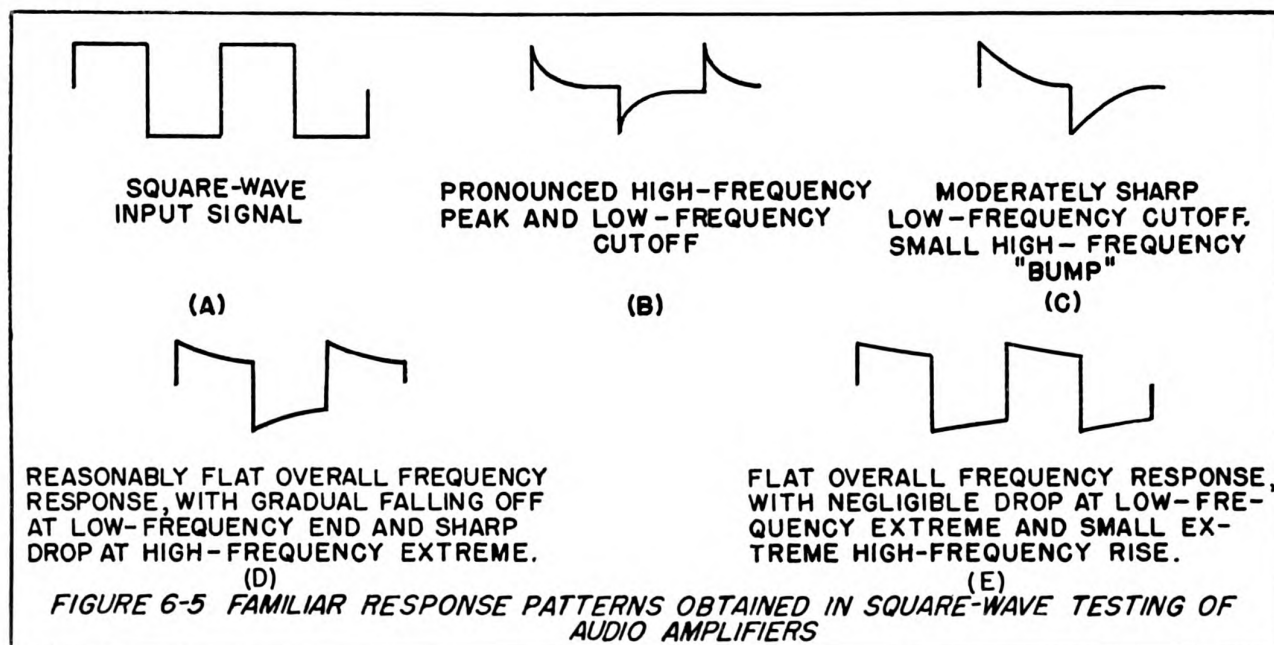 SQUARE-WAVE
INPUT SIGNAL
(A)
PRONOUNCED HIGH-FREQUENCY
PEAK AND LOW-FREQUENCY
CUTOFF
(B)
MODERATELY SHARP
LOW-FREQUENCY CUTOFF.
SMALL HIGH-FREQUENCY
"BUMP"
(C)
REASONABLY FLAT OVERALL FREQUENCY
RESPONSE, WITH GRADUAL FALLING OFF
AT LOW-FREQUENCY END AND SHARP
DROP AT HIGH-FREQUENCY EXTREME.
(D)
FLAT OVERALL FREQUENCY RESPONSE,
WITH NEGLIGIBLE DROP AT LOW-FRE-
QUENCY EXTREME AND SMALL EX-
TREME HIGH-FREQUENCY RISE.
(E)
FIGURE 6-5 FAMILIAR RESPONSE PATTERNS OBTAINED IN SQUARE-WAVE TESTING OF
AUDIO AMPLIFIERS